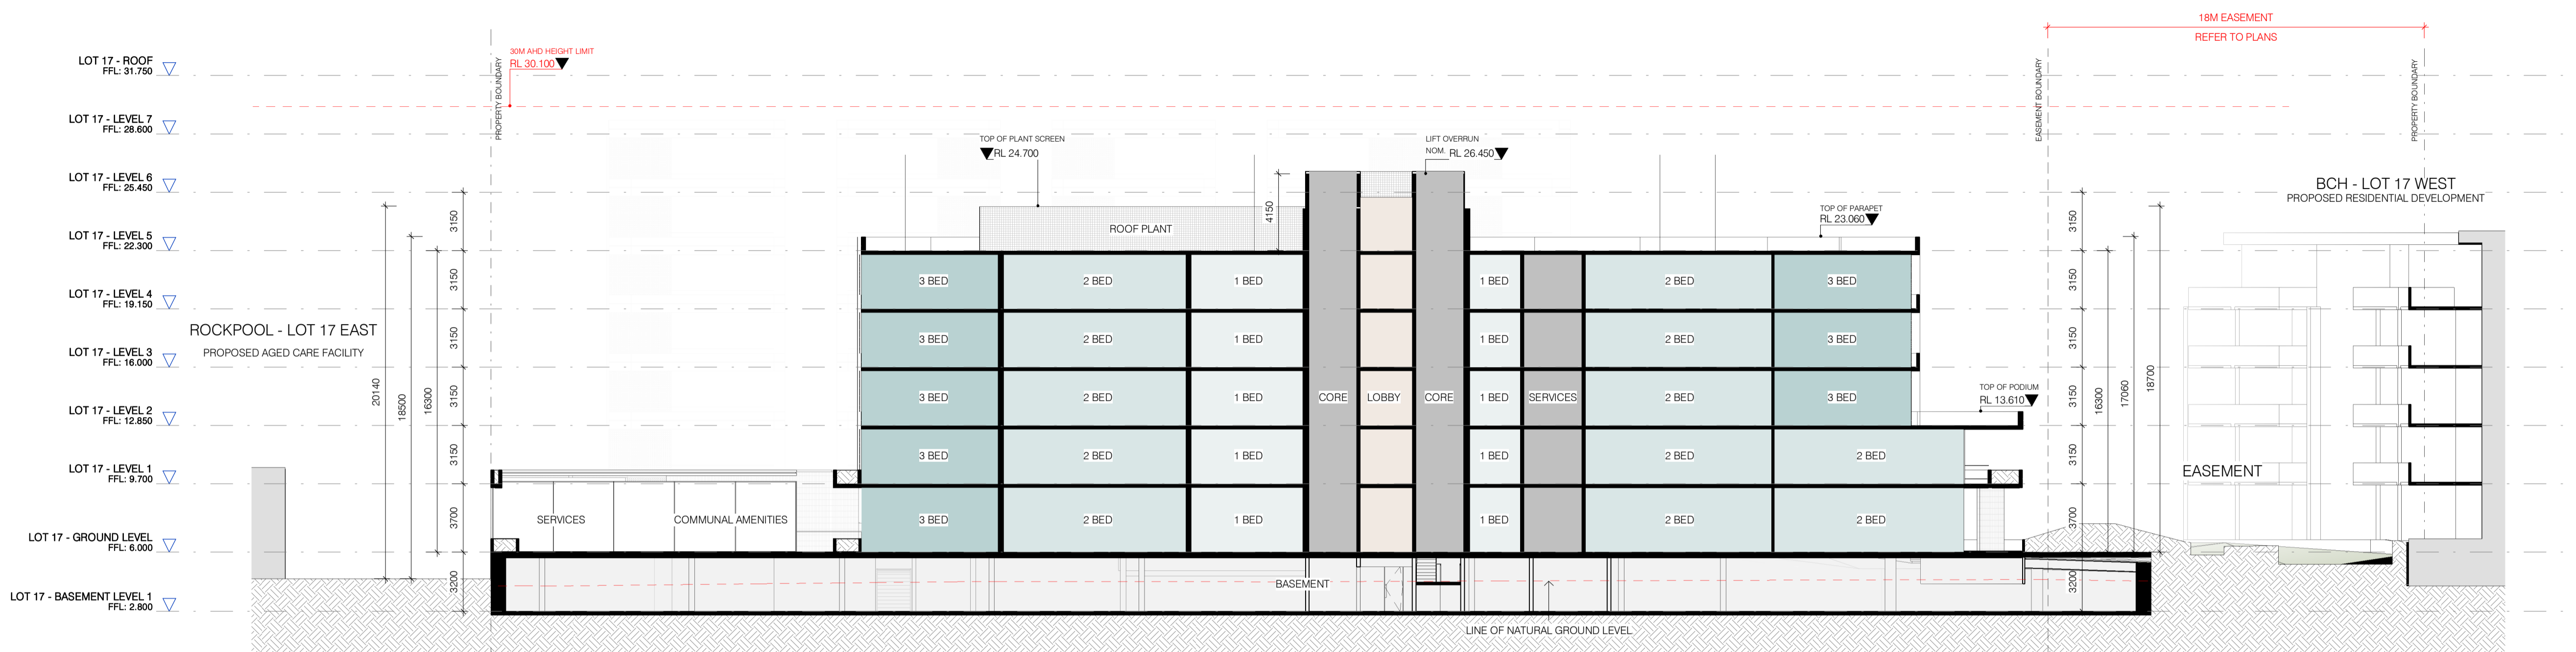 18M EASEMENT
REFER TO PLANS
30M AHD HEIGHT LIMIT
RL 30.100
PROPERTY BOUNDARY
EASEMENT BOUNDARY
PROPERTY BOUNDARY
LOT 17 - ROOF
FFL: 31.750
LOT 17 - LEVEL 7
FFL: 28.600
LOT 17 - LEVEL 6
FFL: 25.450
LOT 17 - LEVEL 5
FFL: 22.300
LOT 17 - LEVEL 4
FFL: 19.150
LOT 17 - LEVEL 3
FFL: 16.000
LOT 17 - LEVEL 2
FFL: 12.850
LOT 17 - LEVEL 1
FFL: 9.700
LOT 17 - GROUND LEVEL
FFL: 6.000
LOT 17 - BASEMENT LEVEL 1
FFL: 2.800
ROCKPOOL - LOT 17 EAST
PROPOSED AGED CARE FACILITY
20140
18500
16300
3150
3150
3150
3150
3150
3700
3200
TOP OF PLANT SCREEN
RL 24.700
LIFT OVERRUN
NOM. RL 26.450
4150
ROOF PLANT
TOP OF PARAPET
RL 23.060
TOP OF PODIUM
RL 13.610
3 BED 2 BED 1 BED 1 BED SERVICES 2 BED 3 BED
3 BED 2 BED 1 BED 1 BED 2 BED 3 BED
3 BED 2 BED 1 BED CORE LOBBY CORE 1 BED SERVICES 2 BED 3 BED
3 BED 2 BED 1 BED 1 BED 2 BED 2 BED
SERVICES COMMUNAL AMENITIES 3 BED 2 BED 1 BED 1 BED 2 BED 2 BED
BASEMENT
LINE OF NATURAL GROUND LEVEL
3150
3150
3150
3150
3150
3700
3200
16300
17060
18700
BCH - LOT 17 WEST
PROPOSED RESIDENTIAL DEVELOPMENT
EASEMENT